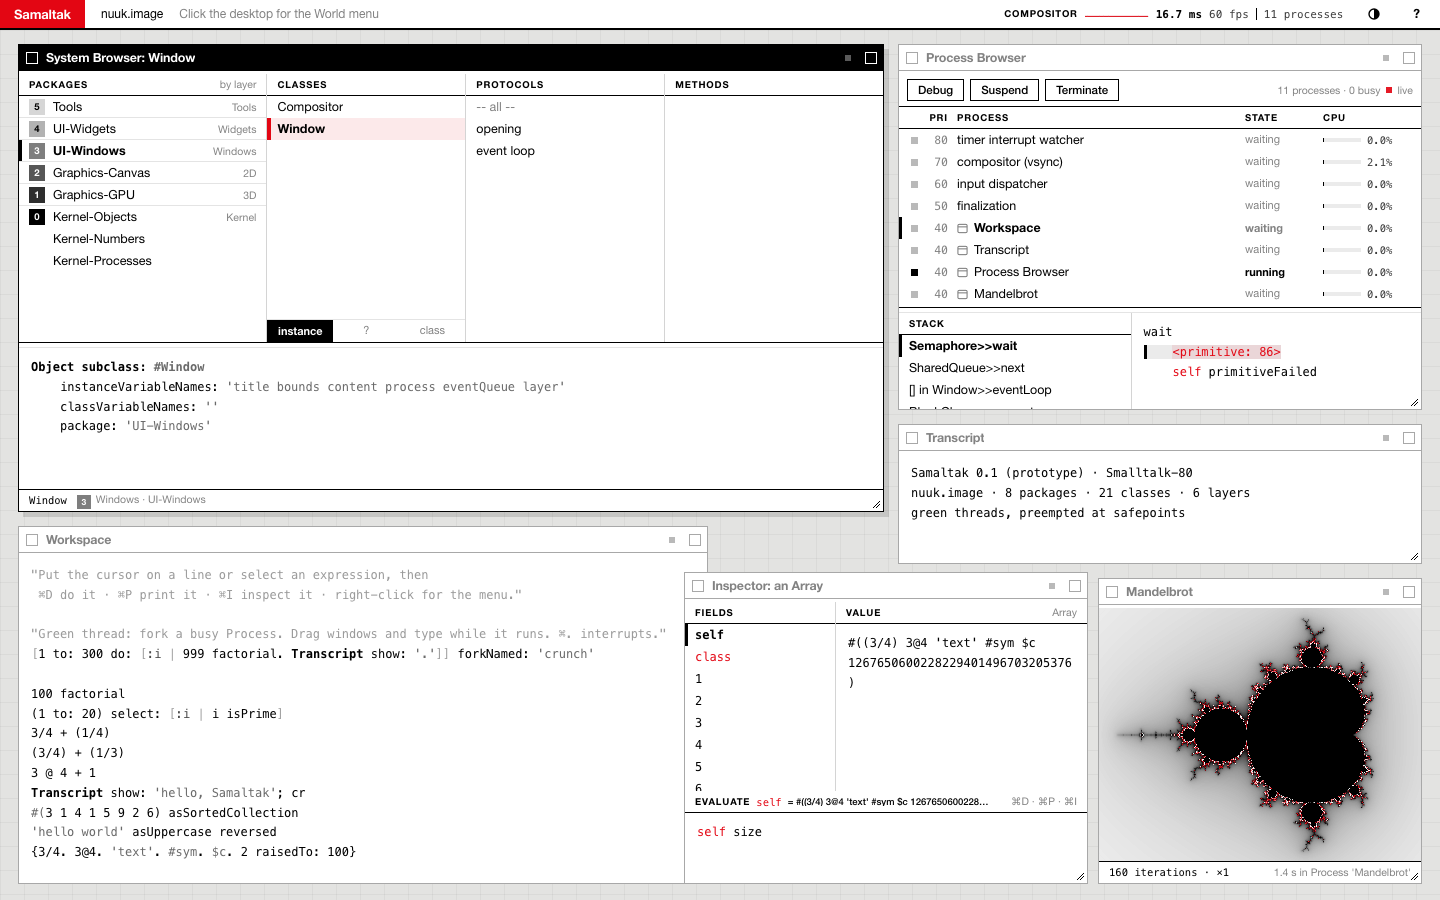 Samaltak nuuk.image Click the desktop for the World menu COMPOSITOR 16.7 ms 60 fps 11 processes ?
System Browser: Window
PACKAGES by layer CLASSES PROTOCOLS METHODS
5 Tools Tools
4 UI-Widgets Widgets
3 UI-Windows Windows
2 Graphics-Canvas 2D
1 Graphics-GPU 3D
0 Kernel-Objects Kernel
Kernel-Numbers
Kernel-Processes
Compositor
Window
instance ? class
-- all --
opening
event loop
Object subclass: #Window
instanceVariableNames: 'title bounds content process eventQueue layer'
classVariableNames: ''
package: 'UI-Windows'
Window 3 Windows · UI-Windows
Process Browser
Debug Suspend Terminate 11 processes · 0 busy live
PRI PROCESS STATE CPU
80 timer interrupt watcher waiting 0.0%
70 compositor (vsync) waiting 2.1%
60 input dispatcher waiting 0.0%
50 finalization waiting 0.0%
40 Workspace waiting 0.0%
40 Transcript waiting 0.0%
40 Process Browser running 0.0%
40 Mandelbrot waiting 0.0%
STACK
Semaphore>>wait
SharedQueue>>next
[] in Window>>eventLoop
wait
<primitive: 86>
self primitiveFailed
Transcript
Samaltak 0.1 (prototype) · Smalltalk-80
nuuk.image · 8 packages · 21 classes · 6 layers
green threads, preempted at safepoints
Workspace
"Put the cursor on a line or select an expression, then
⌘D do it · ⌘P print it · ⌘I inspect it · right-click for the menu."
"Green thread: fork a busy Process. Drag windows and type while it runs. ⌘. interrupts."
[1 to: 300 do: [:i | 999 factorial. Transcript show: '.']] forkNamed: 'crunch'
100 factorial
(1 to: 20) select: [:i | i isPrime]
3/4 + (1/4)
(3/4) + (1/3)
3 @ 4 + 1
Transcript show: 'hello, Samaltak'; cr
#(3 1 4 1 5 9 2 6) asSortedCollection
'hello world' asUppercase reversed
{3/4. 3@4. 'text'. #sym. $c. 2 raisedTo: 100}
Inspector: an Array
FIELDS VALUE Array
self
class
1
2
3
4
5
6
#((3/4) 3@4 'text' #sym $c
1267650600228229401496703205376
)
EVALUATE self = #((3/4) 3@4 'text' #sym $c 1267650600228... ⌘D · ⌘P · ⌘I
self size
Mandelbrot
160 iterations · ×1 1.4 s in Process 'Mandelbrot'